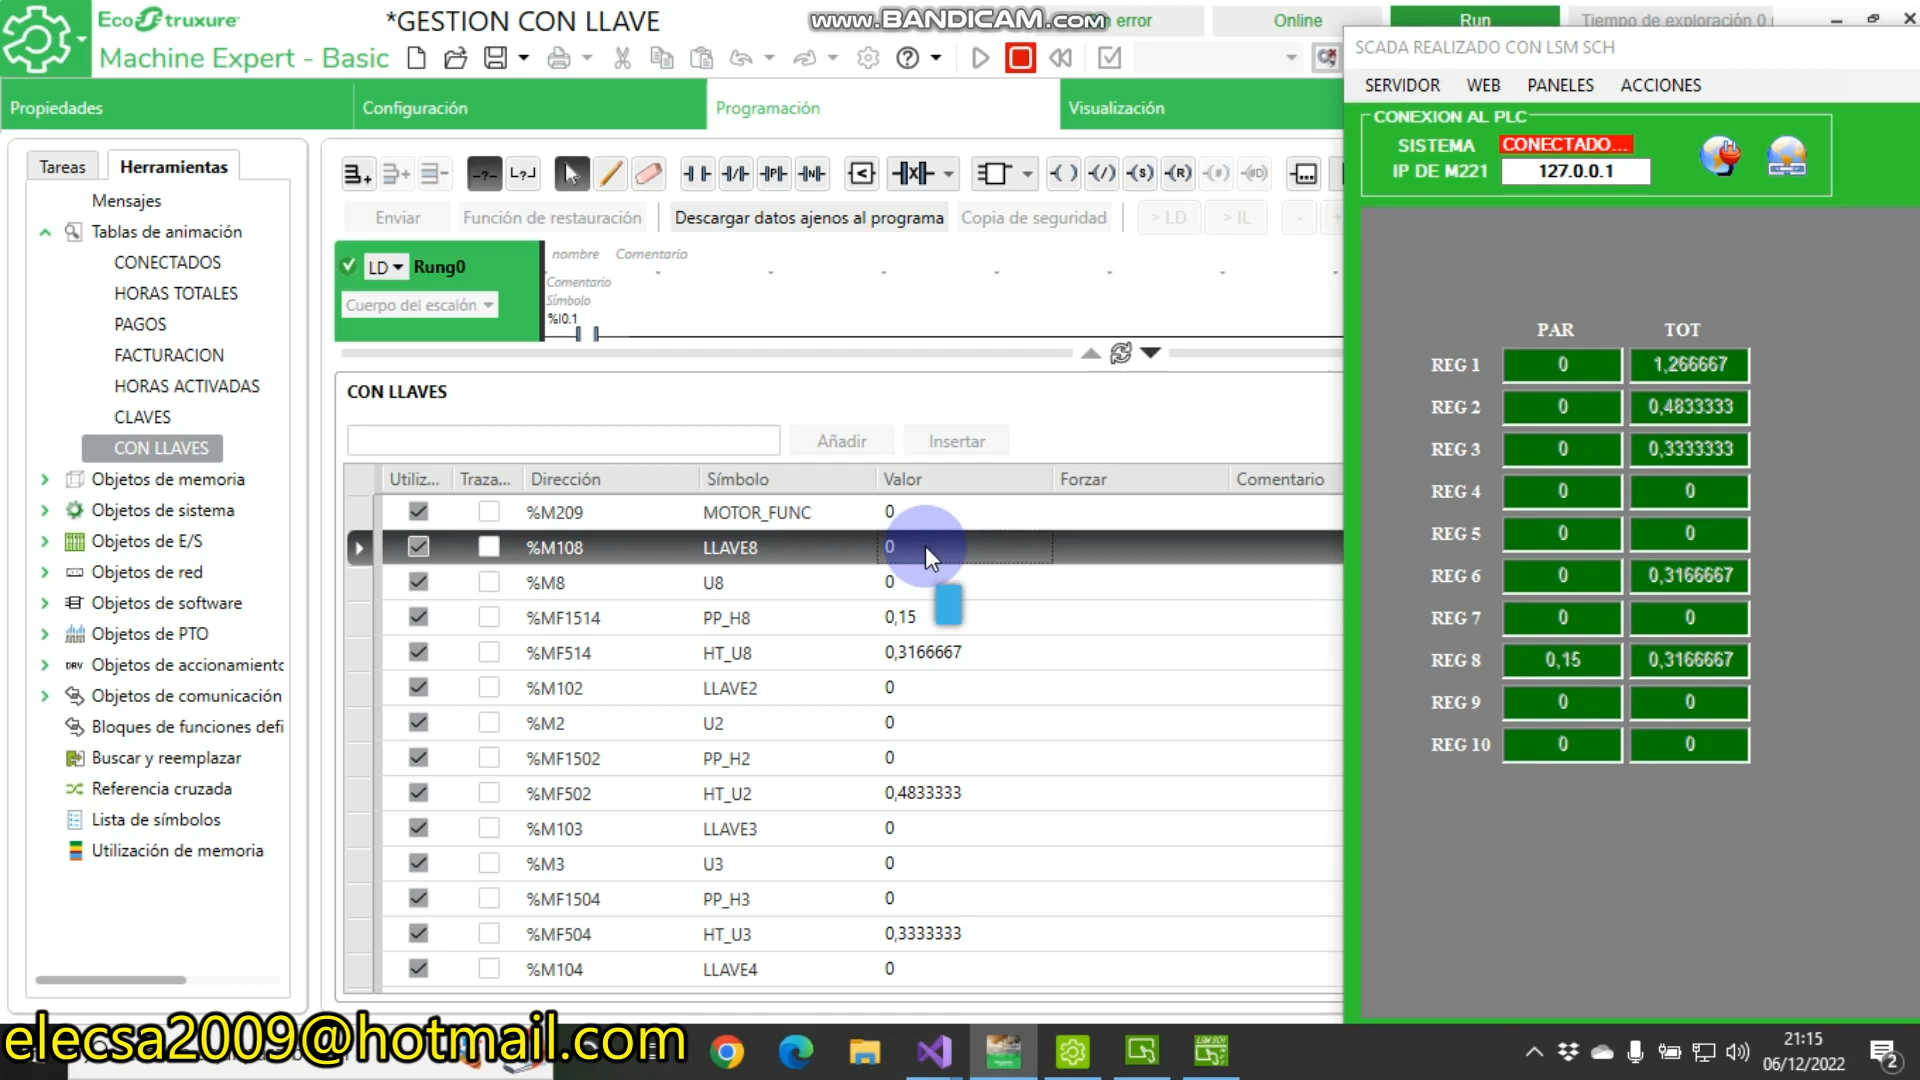 EcoStruxure
Machine Expert - Basic
*GESTION CON LLAVE
www.BANDICAM.com
error
Online
Run
Tiempo de exploración 0
Propiedades
Configuración
Programación
Visualización
Tareas
Herramientas
Mensajes
Tablas de animación
CONECTADOS
HORAS TOTALES
PAGOS
FACTURACION
HORAS ACTIVADAS
CLAVES
CON LLAVES
Objetos de memoria
Objetos de sistema
Objetos de E/S
Objetos de red
Objetos de software
Objetos de PTO
Objetos de accionamiento
Objetos de comunicación
Bloques de funciones defi
Buscar y reemplazar
Referencia cruzada
Lista de símbolos
Utilización de memoria
Enviar
Función de restauración
Descargar datos ajenos al programa
Copia de seguridad
> LD
> IL
LD
Rung0
Cuerpo del escalón
nombre Comentario
Comentario
Símbolo
%I0.1
CON LLAVES
Añadir
Insertar
Utiliz... Traza... Dirección Símbolo Valor Forzar Comentario
%M209 MOTOR_FUNC 0
%M108 LLAVE8 0
%M8 U8 0
%MF1514 PP_H8 0,15
%MF514 HT_U8 0,3166667
%M102 LLAVE2 0
%M2 U2 0
%MF1502 PP_H2 0
%MF502 HT_U2 0,4833333
%M103 LLAVE3 0
%M3 U3 0
%MF1504 PP_H3 0
%MF504 HT_U3 0,3333333
%M104 LLAVE4 0
SCADA REALIZADO CON LSM SCH
SERVIDOR WEB PANELES ACCIONES
CONEXION AL PLC
SISTEMA CONECTADO...
IP DE M221 127.0.0.1
PAR TOT
REG 1 0 1,266667
REG 2 0 0,4833333
REG 3 0 0,3333333
REG 4 0 0
REG 5 0 0
REG 6 0 0,3166667
REG 7 0 0
REG 8 0,15 0,3166667
REG 9 0 0
REG 10 0 0
elecsa2009@hotmail.com
21:15
06/12/2022
2